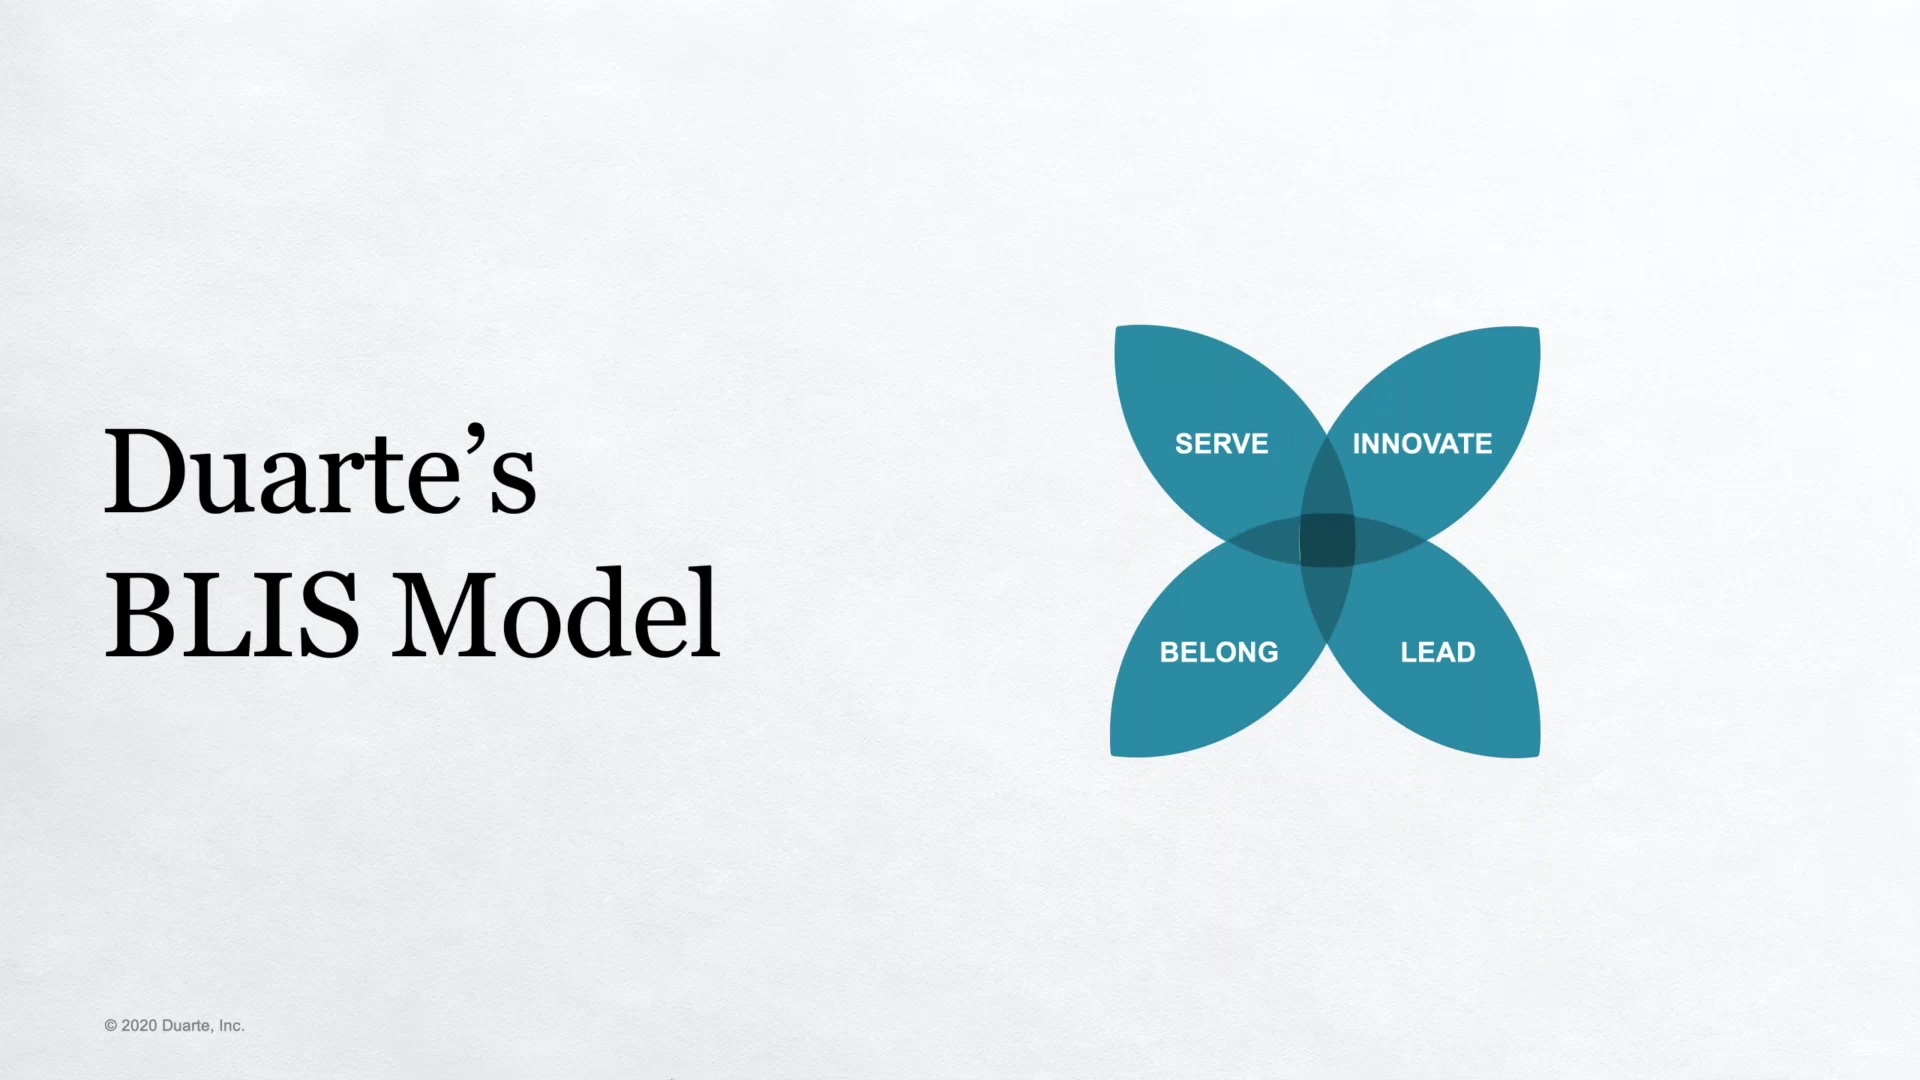 Duarte’s
BLIS Model
SERVE
INNOVATE
BELONG
LEAD
© 2020 Duarte, Inc.